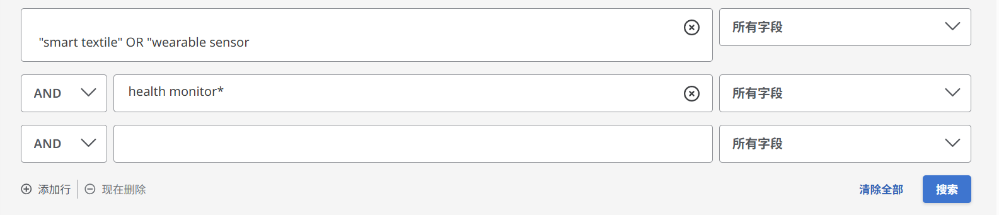 "smart textile" OR "wearable sensor
所有字段
AND
health monitor*
所有字段
AND
所有字段
添加行
现在删除
清除全部
搜索